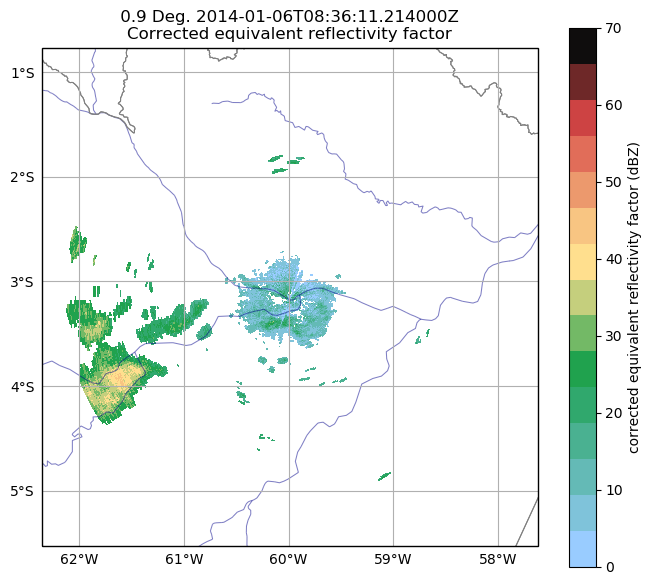 0.9 Deg. 2014-01-06T08:36:11.214000Z
Corrected equivalent reflectivity factor
1°S
2°S
3°S
4°S
5°S
62°W
61°W
60°W
59°W
58°W
70
60
50
40
30
20
10
0
corrected equivalent reflectivity factor (dBZ)